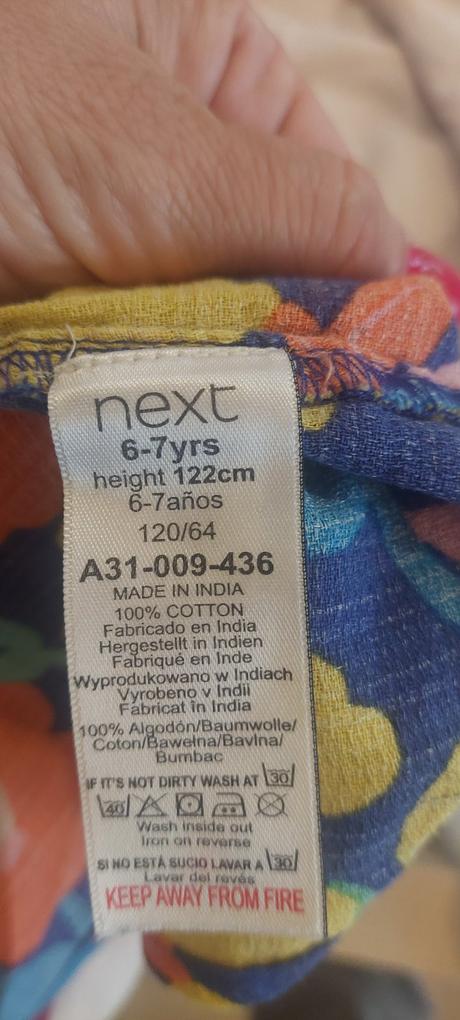 next
6-7yrs
height 122cm
6-7años
120/64
A31-009-436
MADE IN INDIA
100% COTTON
Fabricado en India
Hergestellt in Indien
Fabriqué en Inde
Wyprodukowano w Indiach
Vyrobeno v Indii
Fabricat în India
100% Algodón/Baumwolle/
Coton/Bawełna/Bavlna/
Bumbac
IF IT'S NOT DIRTY WASH AT 30
40
Wash inside out
Iron on reverse
SI NO ESTÁ SUCIO LAVAR A 30
Lavar del revés
KEEP AWAY FROM FIRE